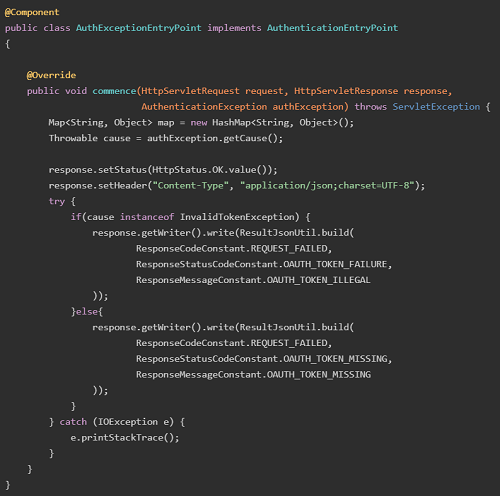 @Component
public class AuthExceptionEntryPoint implements AuthenticationEntryPoint
{
@Override
public void commence(HttpServletRequest request, HttpServletResponse response,
AuthenticationException authException) throws ServletException {
Map<String, Object> map = new HashMap<String, Object>();
Throwable cause = authException.getCause();
response.setStatus(HttpStatus.OK.value());
response.setHeader("Content-Type", "application/json;charset=UTF-8");
try {
if(cause instanceof InvalidTokenException) {
response.getWriter().write(ResultJsonUtil.build(
ResponseCodeConstant.REQUEST_FAILED,
ResponseStatusCodeConstant.OAUTH_TOKEN_FAILURE,
ResponseMessageConstant.OAUTH_TOKEN_ILLEGAL
));
}else{
response.getWriter().write(ResultJsonUtil.build(
ResponseCodeConstant.REQUEST_FAILED,
ResponseStatusCodeConstant.OAUTH_TOKEN_MISSING,
ResponseMessageConstant.OAUTH_TOKEN_MISSING
));
}
} catch (IOException e) {
e.printStackTrace();
}
}
}